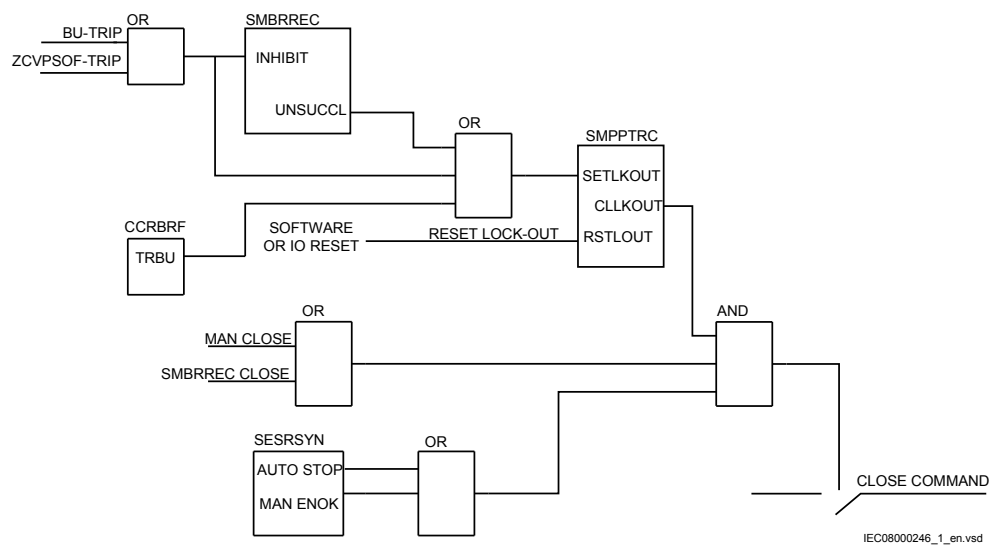 OR
SMBRREC
BU-TRIP
ZCVPSOF-TRIP
INHIBIT
UNSUCCL
OR
SMPPTRC
SETLKOUT
CLLKOUT
CCRBRF
SOFTWARE
OR IO RESET
RESET LOCK-OUT
RSTLOUT
TRBU
OR
AND
MAN CLOSE
SMBRREC CLOSE
SESRSYN
OR
AUTO STOP
MAN ENOK
CLOSE COMMAND
IEC08000246_1_en.vsd